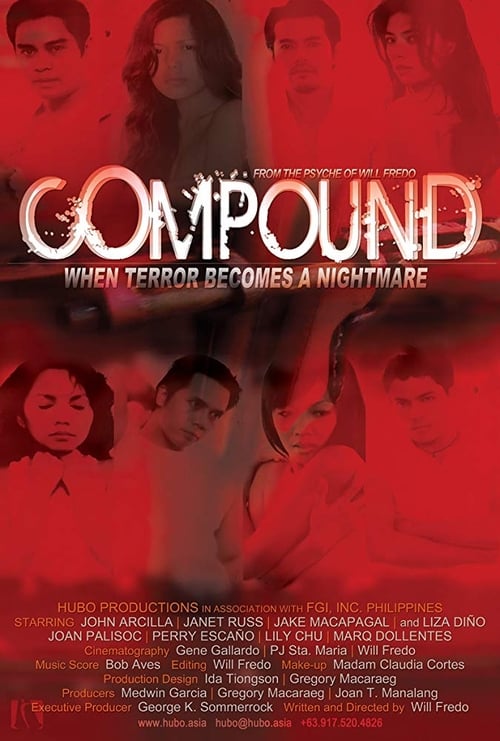 FROM THE PSYCHE OF WILL FREDO
COMPOUND
WHEN TERROR BECOMES A NIGHTMARE
HUBO PRODUCTIONS IN ASSOCIATION WITH FGI, INC. PHILIPPINES
STARRING JOHN ARCILLA | JANET RUSS | JAKE MACAPAGAL | and LIZA DIÑO
JOAN PALISOC | PERRY ESCAÑO | LILY CHU | MARQ DOLLENTES
Cinematography Gene Gallardo | PJ Sta. Maria | Will Fredo
Music Score Bob Aves Editing Will Fredo Make-up Madam Claudia Cortes
Production Design Ida Tiongson | Gregory Macaraeg
Producers Medwin Garcia | Gregory Macaraeg | Joan T. Manalang
Executive Producer George K. Sommerrock Written and Directed by Will Fredo
www.hubo.asia hubo@hubo.asia +63.917.520.4826